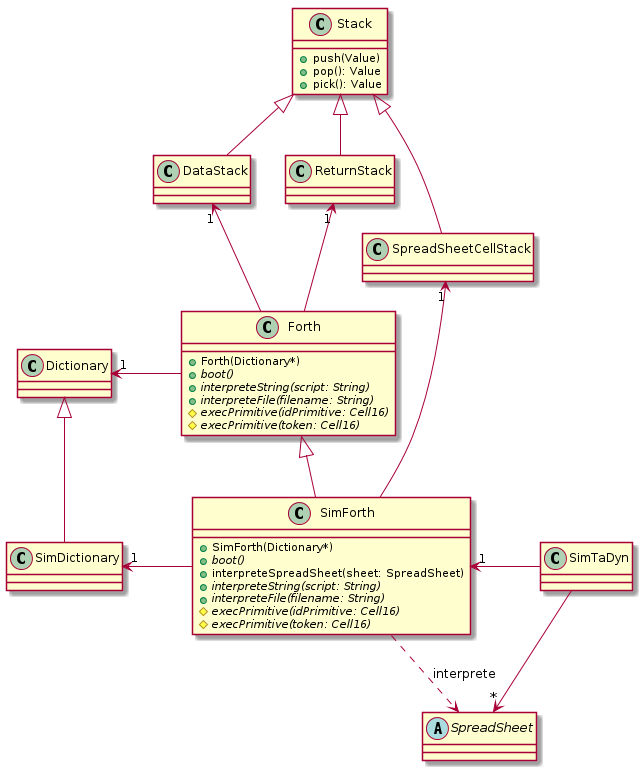 C Stack
push(Value)
pop(): Value
pick(): Value
C DataStack
C ReturnStack
1
1
C SpreadSheetCellStack
1
C Forth
Forth(Dictionary*)
boot()
interpreteString(script: String)
interpreteFile(filename: String)
execPrimitive(idPrimitive: Cell16)
execPrimitive(token: Cell16)
C Dictionary
1
C SimForth
SimForth(Dictionary*)
boot()
interpreteSpreadSheet(sheet: SpreadSheet)
interpreteString(script: String)
interpreteFile(filename: String)
execPrimitive(idPrimitive: Cell16)
execPrimitive(token: Cell16)
C SimDictionary
1
1
C SimTaDyn
interprete
*
A SpreadSheet